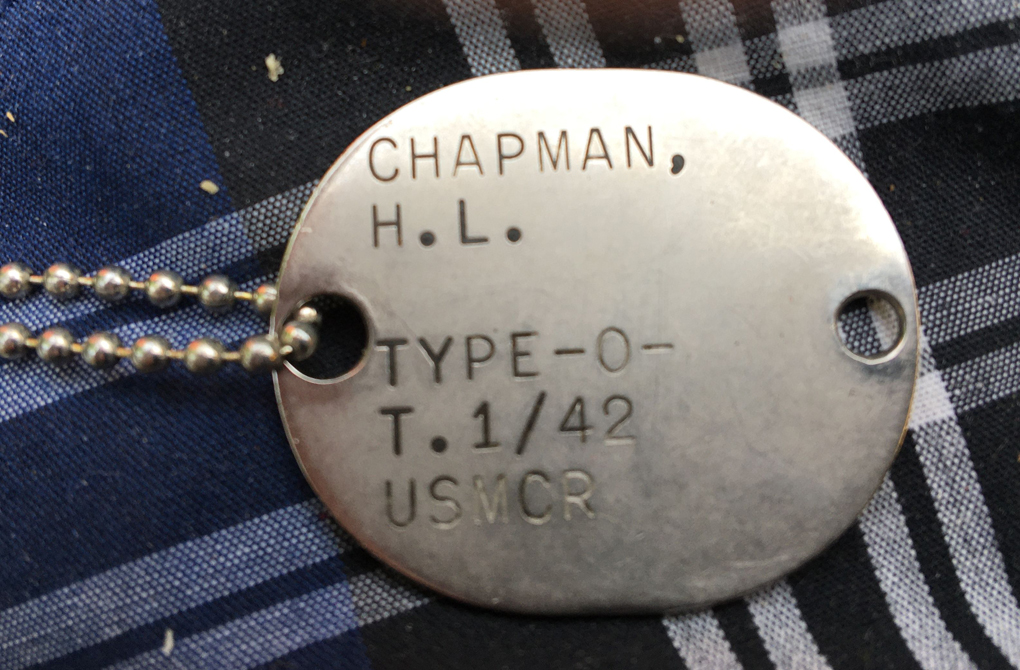 CHAPMAN,
H.L.
TYPE-O-
T.1/42
USMCR